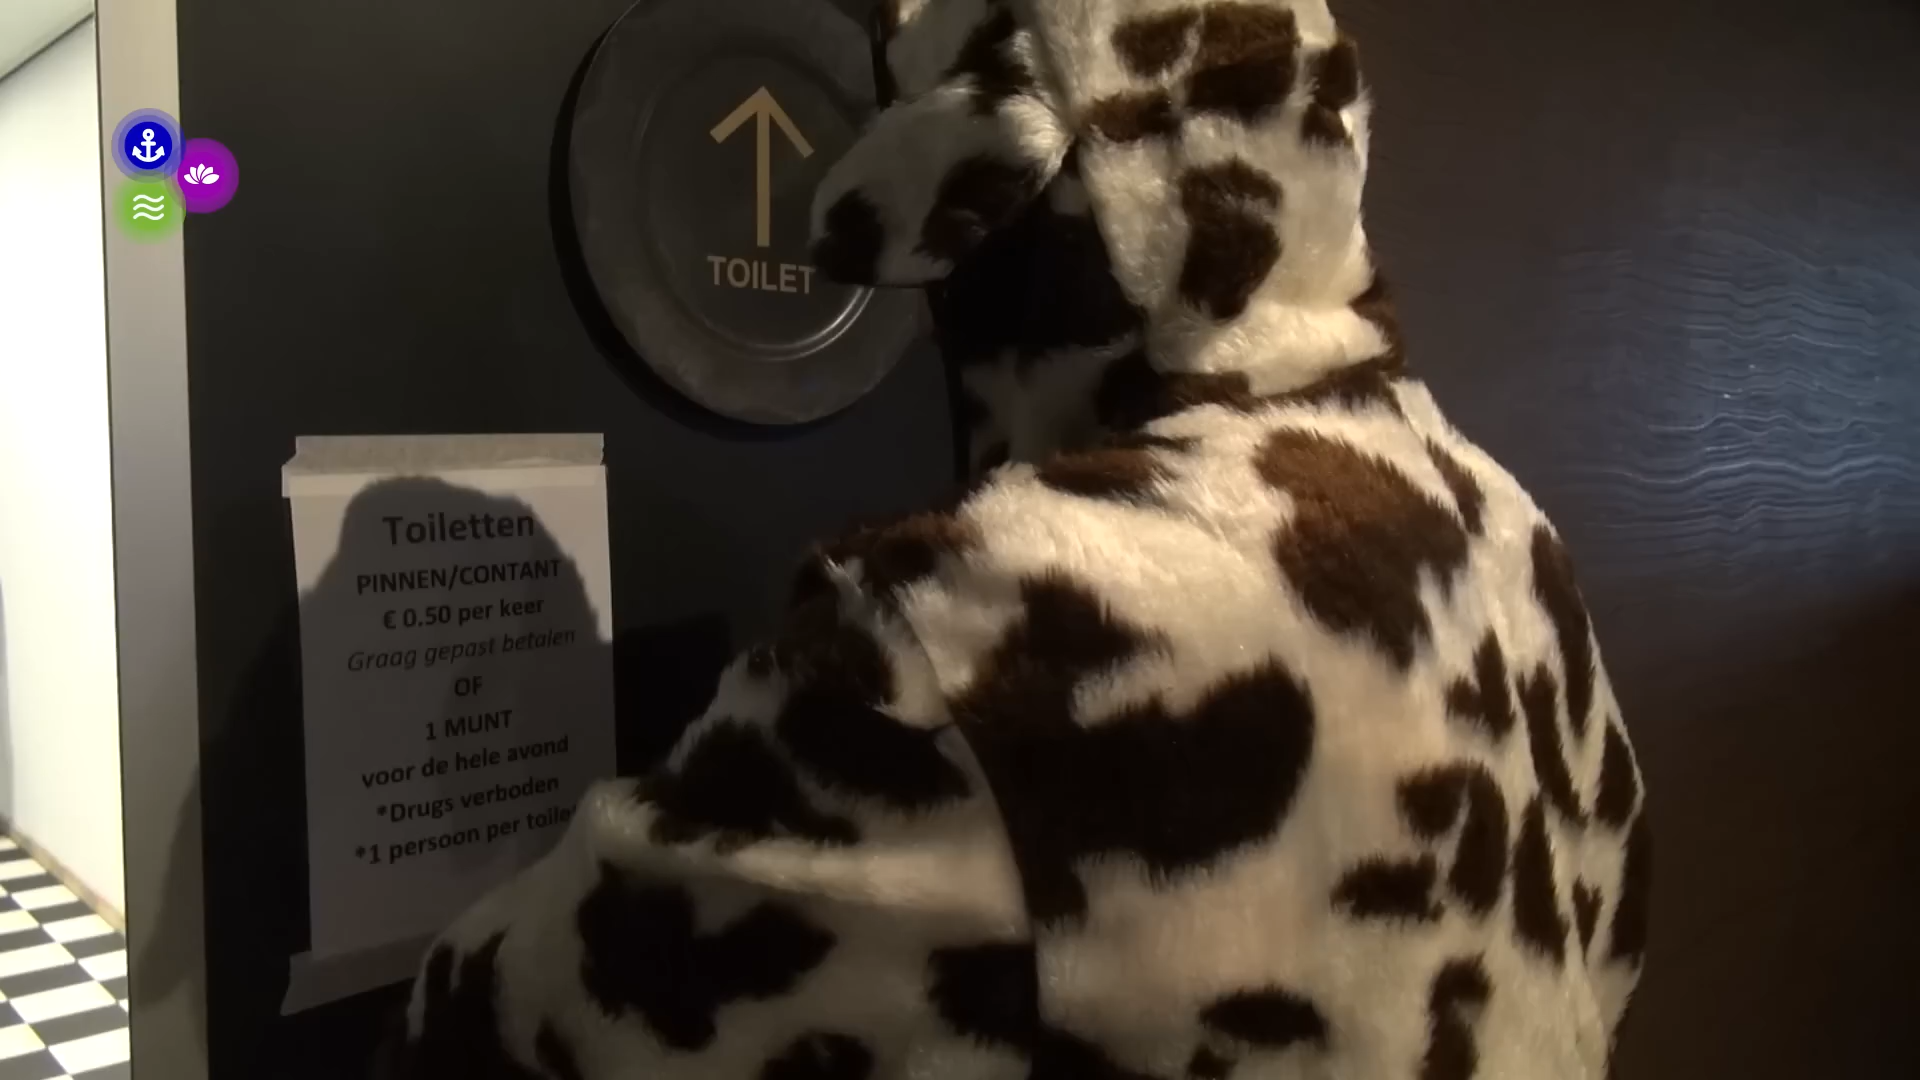 TOILET
Toiletten
PINNEN/CONTANT
€ 0.50 per keer
Graag gepast betalen
OF
1 MUNT
voor de hele avond
*Drugs verboden
*1 persoon per toile